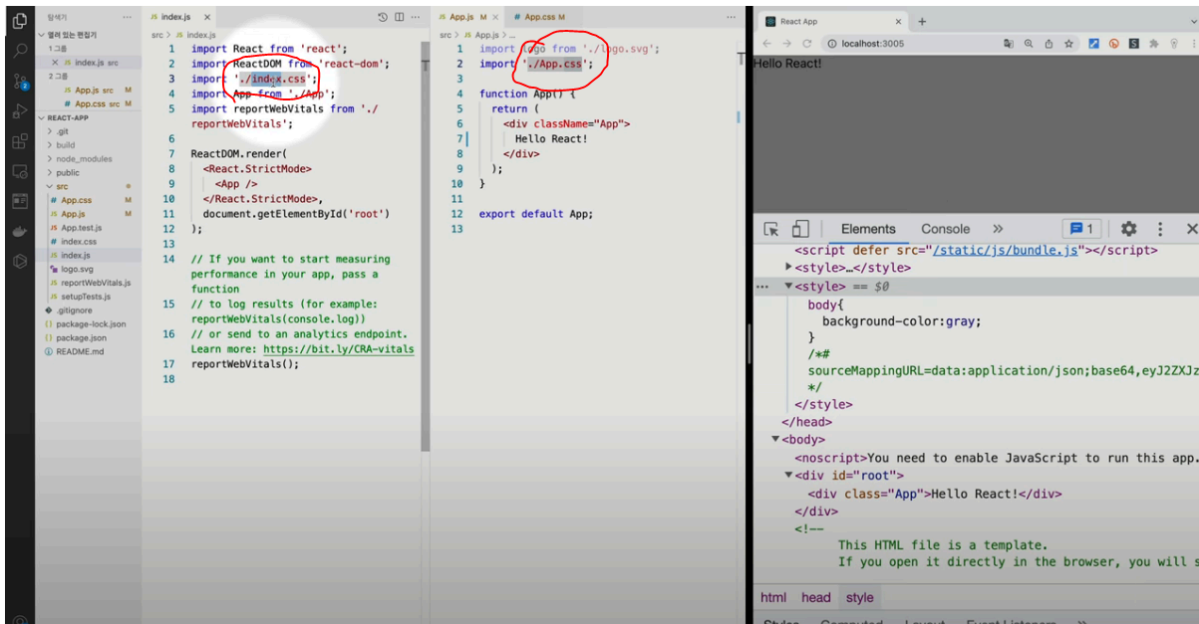 탐색기
열려 있는 편집기
1 그룹
index.js src
2 그룹
App.js src M
App.css src M
REACT-APP
.git
build
node_modules
public
src
App.css M
App.js M
App.test.js
index.css
index.js
logo.svg
reportWebVitals.js
setupTests.js
.gitignore
package-lock.json
package.json
README.md
JS index.js
src > JS index.js
1 import React from 'react';
2 import ReactDOM from 'react-dom';
3 import './index.css';
4 import App from './App';
5 import reportWebVitals from './
reportWebVitals';
6
7 ReactDOM.render(
8 <React.StrictMode>
9 <App />
10 </React.StrictMode>,
11 document.getElementById('root')
12 );
13
14 // If you want to start measuring
performance in your app, pass a
function
15 // to log results (for example:
reportWebVitals(console.log))
16 // or send to an analytics endpoint.
Learn more: https://bit.ly/CRA-vitals
17 reportWebVitals();
18
JS App.js M # App.css M
src > JS App.js > ...
1 import logo from './logo.svg';
2 import './App.css';
3
4 function App() {
5 return (
6 <div className="App">
7 Hello React!
8 </div>
9 );
10 }
11
12 export default App;
13
React App
localhost:3005
Hello React!
Elements Console » 1
<script defer src="/static/js/bundle.js"></script>
<style>…</style>
<style> == $0
body{
background-color:gray;
}
/*#
sourceMappingURL=data:application/json;base64,eyJ2ZXJz
*/
</style>
</head>
<body>
<noscript>You need to enable JavaScript to run this app.
<div id="root">
<div class="App">Hello React!</div>
</div>
<!--
This HTML file is a template.
If you open it directly in the browser, you will s
html head style
Styles Computed Layout Event Listeners »